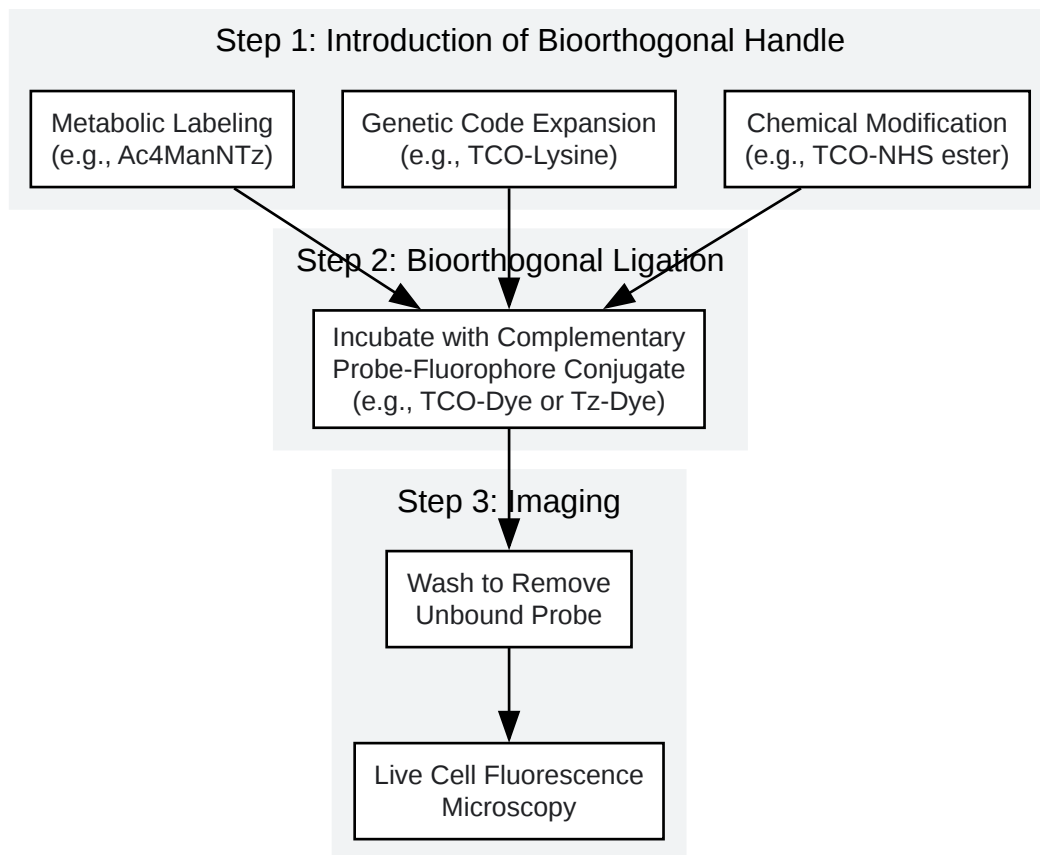 Step 1: Introduction of Bioorthogonal Handle
Metabolic Labeling
(e.g., Ac4ManNTz)
Genetic Code Expansion
(e.g., TCO-Lysine)
Chemical Modification
(e.g., TCO-NHS ester)
Step 2: Bioorthogonal Ligation
Incubate with Complementary
Probe-Fluorophore Conjugate
(e.g., TCO-Dye or Tz-Dye)
Step 3: Imaging
Wash to Remove
Unbound Probe
Live Cell Fluorescence
Microscopy